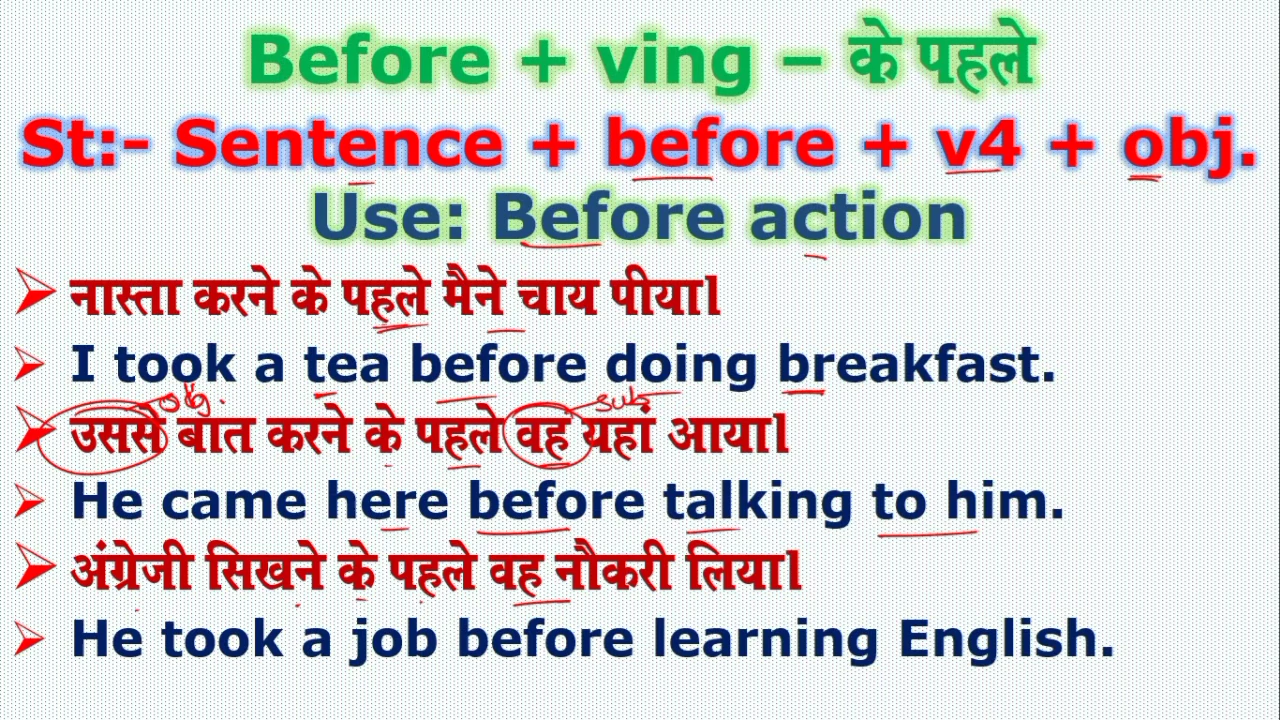 Before + ving – के पहले
St:- Sentence + before + v4 + obj.
Use: Before action
नास्ता करने के पहले मैने चाय पीया।
I took a tea before doing breakfast.
obj. sub
उससे बात करने के पहले वह यहां आया।
He came here before talking to him.
अंग्रेजी सिखने के पहले वह नौकरी लिया।
He took a job before learning English.